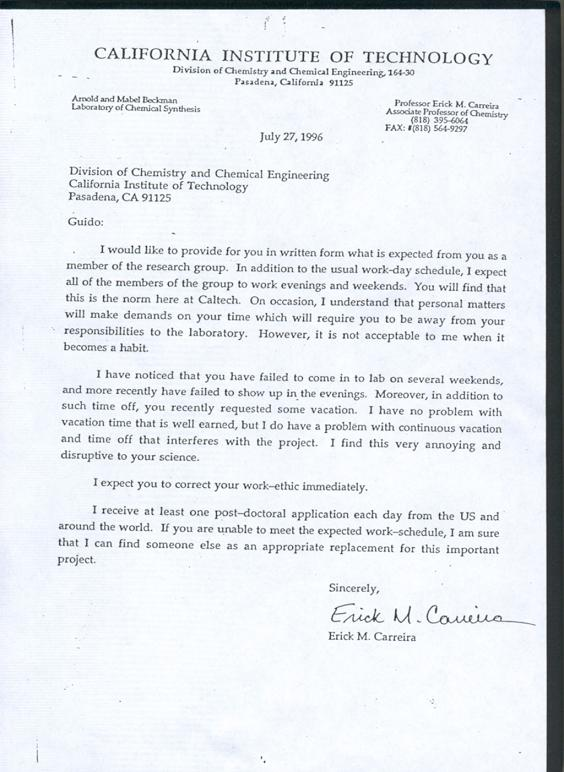 CALIFORNIA INSTITUTE OF TECHNOLOGY
Division of Chemistry and Chemical Engineering, 164-30
Pasadena, California 91125
Arnold and Mabel Beckman
Laboratory of Chemical Synthesis
Professor Erick M. Carreira
Associate Professor of Chemistry
(818) 395-6064
FAX: #(818) 564-9297
July 27, 1996
Division of Chemistry and Chemical Engineering
California Institute of Technology
Pasadena, CA 91125
Guido:
I would like to provide for you in written form what is expected from you as a
member of the research group. In addition to the usual work-day schedule, I expect
all of the members of the group to work evenings and weekends. You will find that
this is the norm here at Caltech. On occasion, I understand that personal matters
will make demands on your time which will require you to be away from your
responsibilities to the laboratory. However, it is not acceptable to me when it
becomes a habit.
I have noticed that you have failed to come in to lab on several weekends,
and more recently have failed to show up in the evenings. Moreover, in addition to
such time off, you recently requested some vacation. I have no problem with
vacation time that is well earned, but I do have a problem with continuous vacation
and time off that interferes with the project. I find this very annoying and
disruptive to your science.
I expect you to correct your work–ethic immediately.
I receive at least one post–doctoral application each day from the US and
around the world. If you are unable to meet the expected work–schedule, I am sure
that I can find someone else as an appropriate replacement for this important
project.
Sincerely,
Erick M. Carreira
Erick M. Carreira